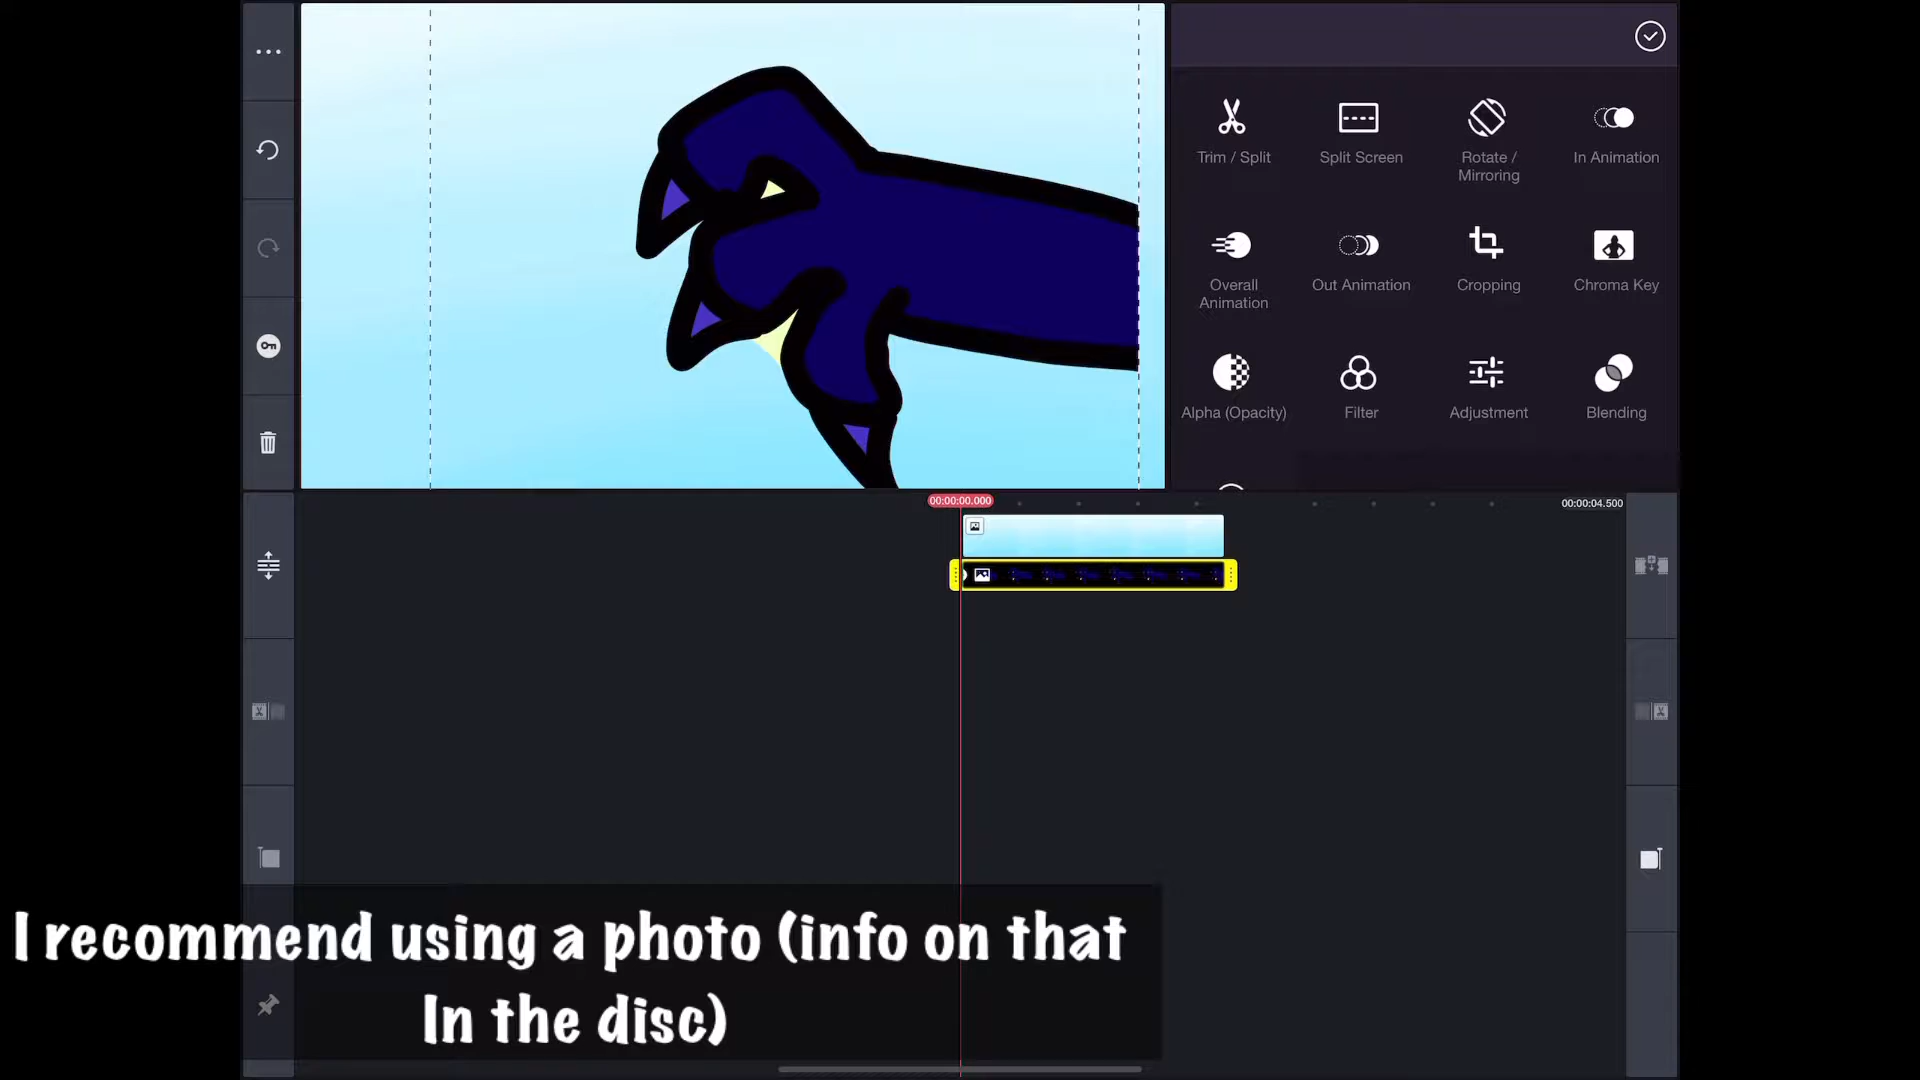 Trim / Split
Split Screen
Rotate /
Mirroring
In Animation
Overall
Animation
Out Animation
Cropping
Chroma Key
Alpha (Opacity)
Filter
Adjustment
Blending
00:00:00.000
00:00:04.500
I recommend using a photo (info on that
In the disc)